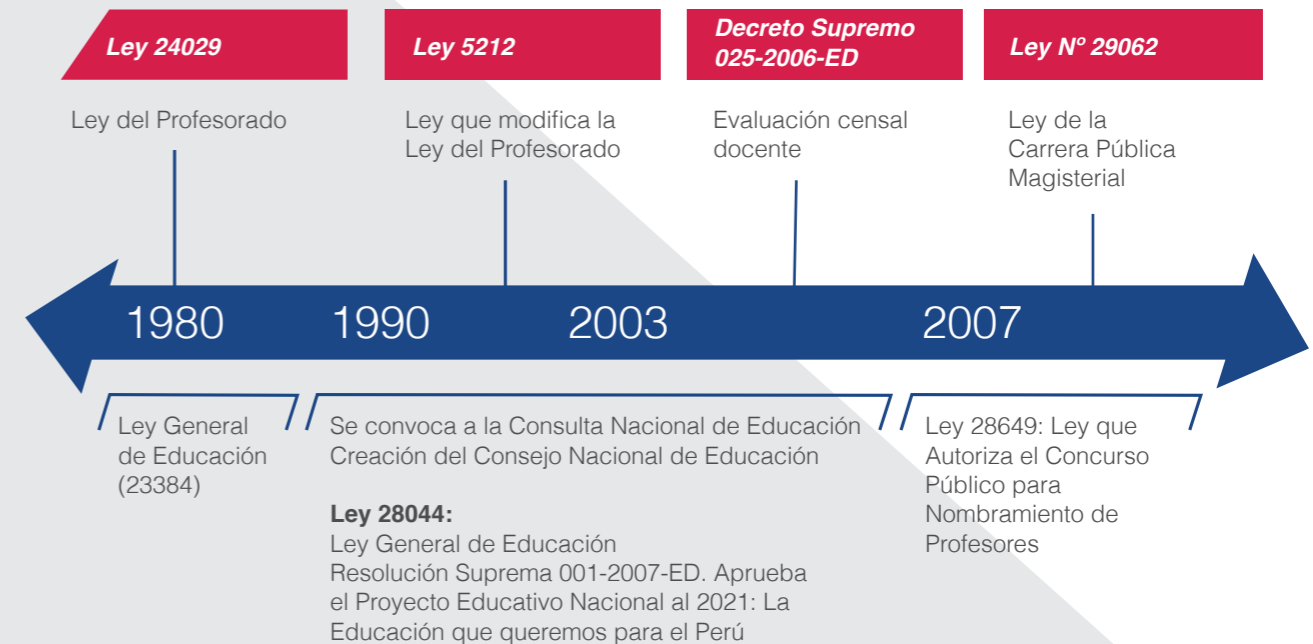 Ley 24029
Ley 5212
Decreto Supremo
025-2006-ED
Ley Nº 29062
Ley del Profesorado
Ley que modifica la
Ley del Profesorado
Evaluación censal
docente
Ley de la
Carrera Pública
Magisterial
1980
1990
2003
2007
Ley General
de Educación
(23384)
Se convoca a la Consulta Nacional de Educación
Creación del Consejo Nacional de Educación
Ley 28044:
Ley General de Educación
Resolución Suprema 001-2007-ED. Aprueba
el Proyecto Educativo Nacional al 2021: La
Educación que queremos para el Perú
Ley 28649: Ley que
Autoriza el Concurso
Público para
Nombramiento de
Profesores